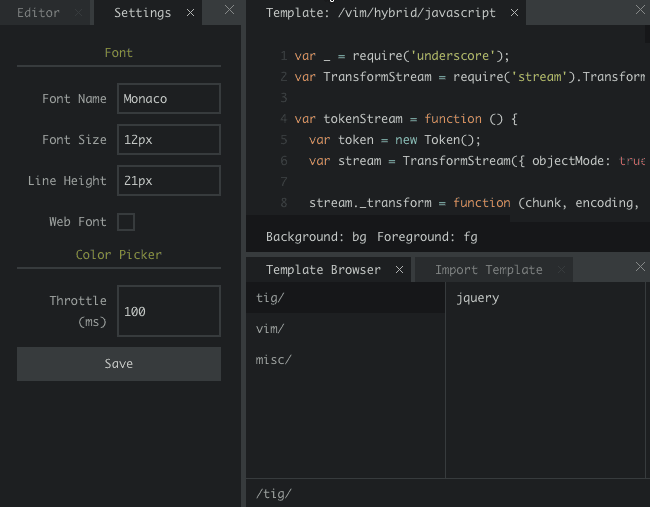 Editor × Settings × ×
Font
Font Name Monaco
Font Size 12px
Line Height 21px
Web Font
Color Picker
Throttle (ms) 100
Save
Template: /vim/hybrid/javascript × ×
1 var _ = require('underscore');
2 var TransformStream = require('stream').Transform
3
4 var tokenStream = function () {
5 var token = new Token();
6 var stream = TransformStream({ objectMode: true
7
8 stream._transform = function (chunk, encoding,
Background: bg Foreground: fg
Template Browser × Import Template × ×
tig/ jquery
vim/
misc/
/tig/